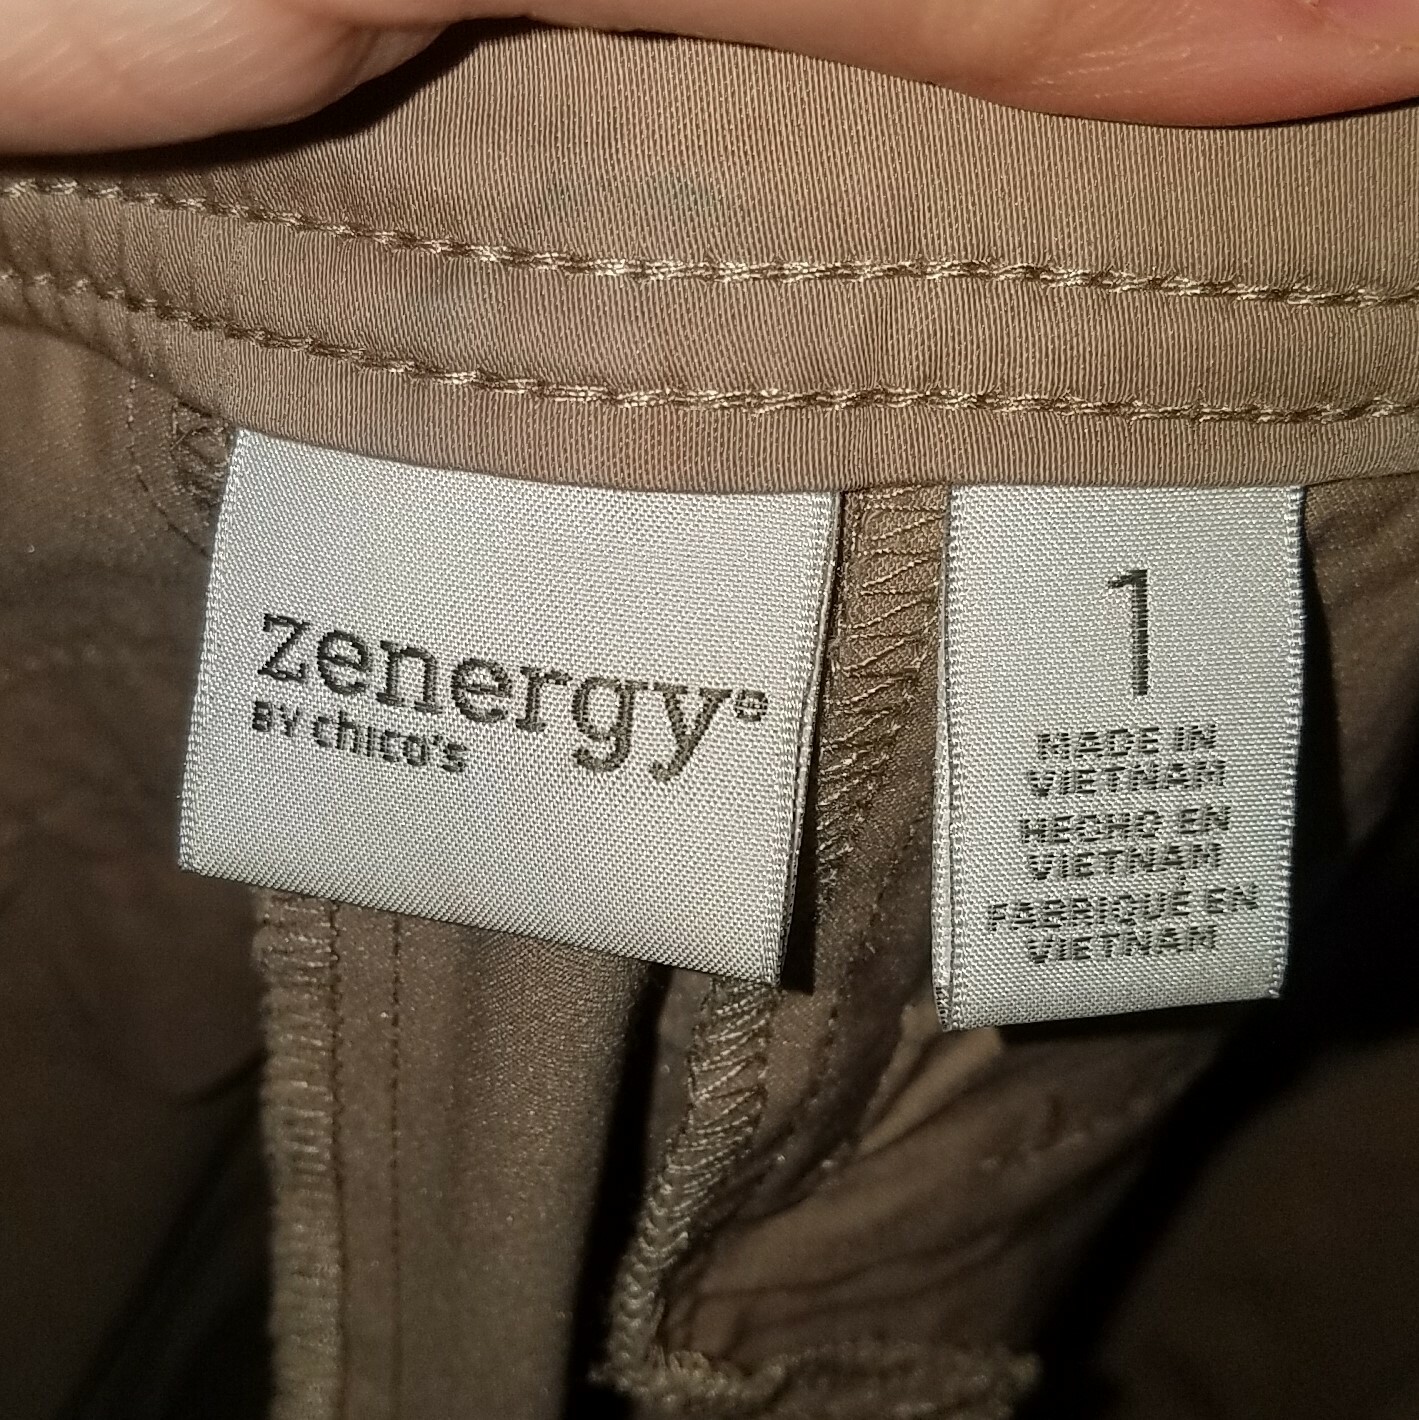 zenergy®
BY chico's
1
MADE IN
VIETNAM
HECHO EN
VIETNAM
FABRIQUÉ EN
VIETNAM